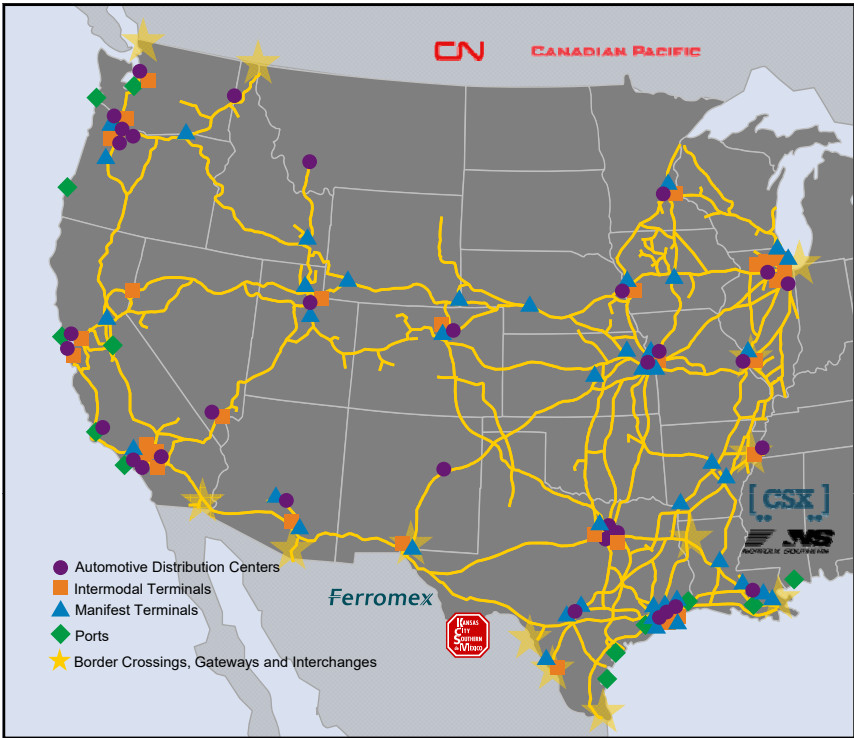 CN
CANADIAN PACIFIC
CSX
NS
NORFOLK SOUTHERN
Automotive Distribution Centers
Intermodal Terminals
Manifest Terminals
Ports
Border Crossings, Gateways and Interchanges
Ferromex
KANSAS
CITY
SOUTHERN
de MEXICO